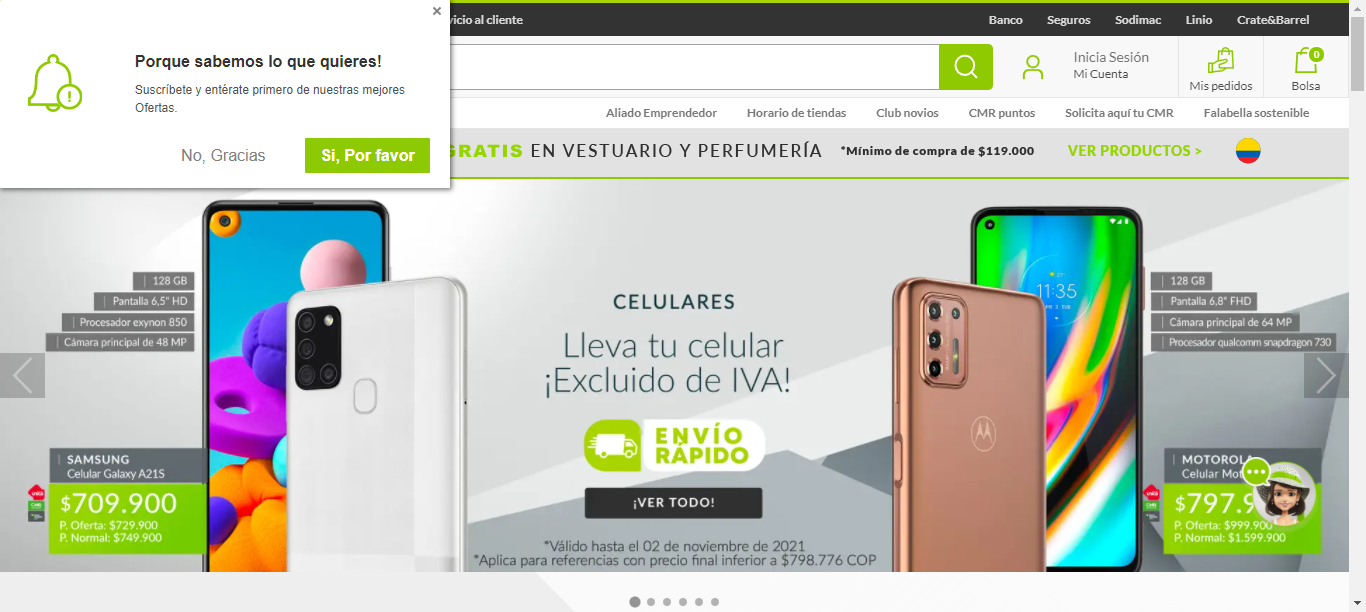 vicio al cliente
Banco
Seguros
Sodimac
Linio
Crate&Barrel
Porque sabemos lo que quieres!
Suscríbete y entérate primero de nuestras mejores
Ofertas.
No, Gracias
Si, Por favor
Inicia Sesión
Mi Cuenta
Mis pedidos
0
Bolsa
Aliado Emprendedor
Horario de tiendas
Club novios
CMR puntos
Solicita aquí tu CMR
Falabella sostenible
GRATIS EN VESTUARIO Y PERFUMERÍA
*Mínimo de compra de $119.000
VER PRODUCTOS >
128 GB
Pantalla 6,5" HD
Procesador exynon 850
Cámara principal de 48 MP
SAMSUNG
Celular Galaxy A21S
$709.900
P. Oferta: $729.900
P. Normal: $749.900
CELULARES
Lleva tu celular
¡Excluido de IVA!
ENVÍO
RÁPIDO
¡VER TODO!
*Válido hasta el 02 de noviembre de 2021
*Aplica para referencias con precio final inferior a $798.776 COP
11:35
128 GB
Pantalla 6,8" FHD
Cámara principal de 64 MP
Procesador qualcomm snapdragon 730
MOTOROLA
Celular Mot
$797.9
P. Oferta: $999.900
P. Normal: $1.599.900